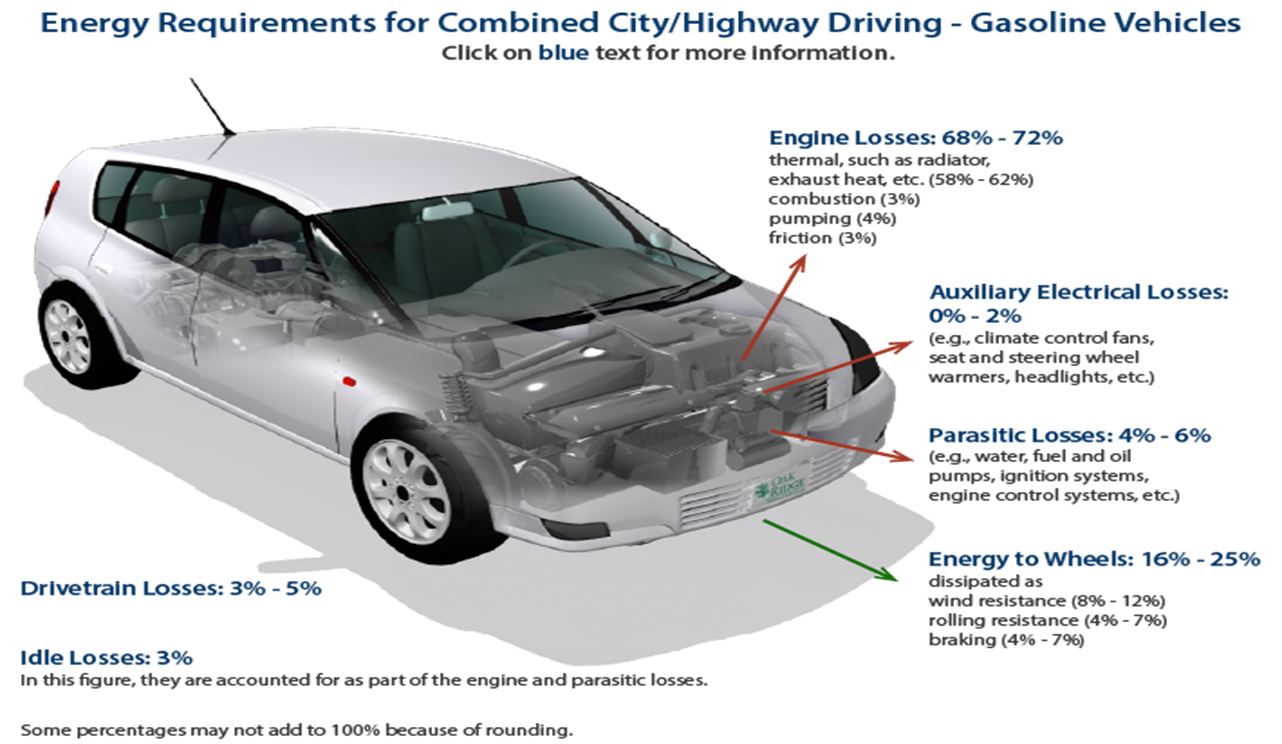 Energy Requirements for Combined City/Highway Driving - Gasoline Vehicles
Click on blue text for more information.
Engine Losses: 68% - 72%
thermal, such as radiator,
exhaust heat, etc. (58% - 62%)
combustion (3%)
pumping (4%)
friction (3%)
Auxiliary Electrical Losses:
0% - 2%
(e.g., climate control fans,
seat and steering wheel
warmers, headlights, etc.)
Parasitic Losses: 4% - 6%
(e.g., water, fuel and oil
pumps, ignition systems,
engine control systems, etc.)
OAK
RIDGE
Energy to Wheels: 16% - 25%
dissipated as
wind resistance (8% - 12%)
rolling resistance (4% - 7%)
braking (4% - 7%)
Drivetrain Losses: 3% - 5%
Idle Losses: 3%
In this figure, they are accounted for as part of the engine and parasitic losses.
Some percentages may not add to 100% because of rounding.